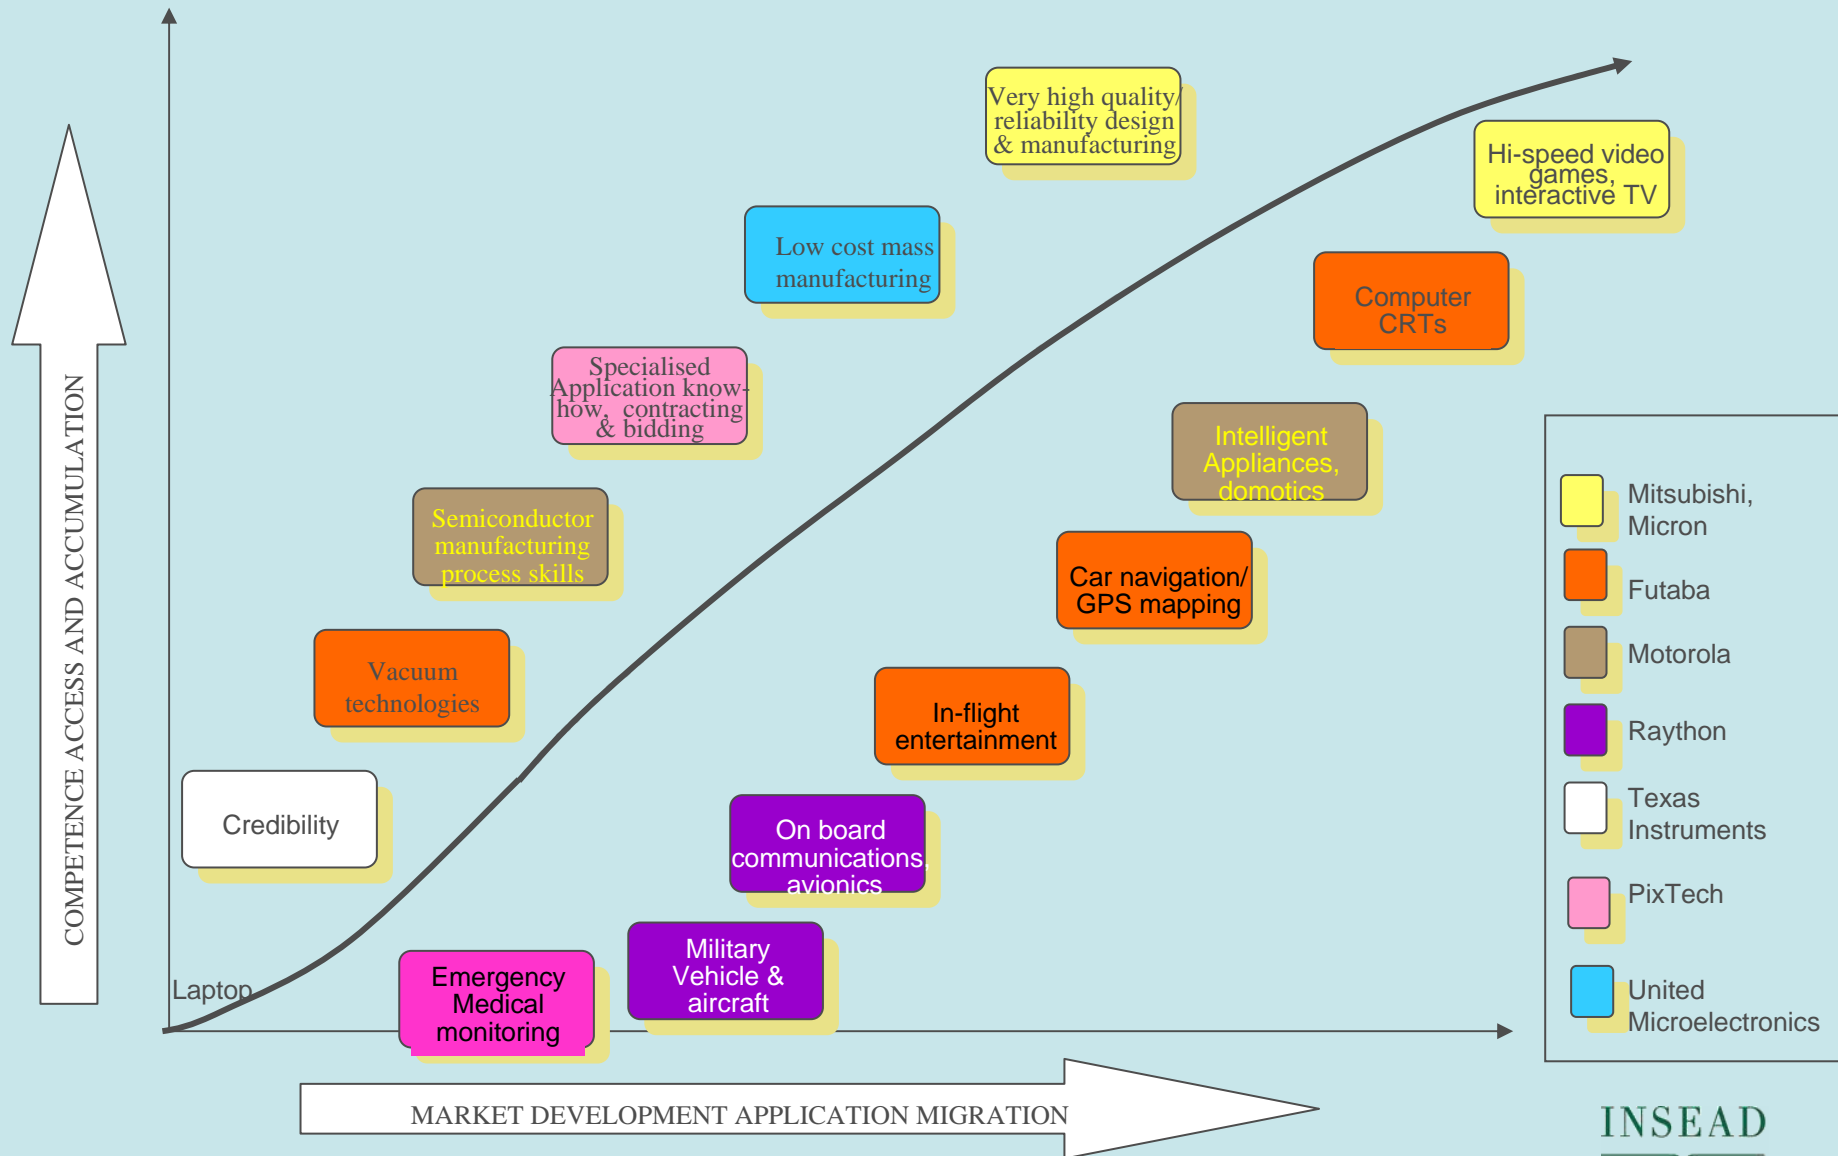 Very high quality/
reliability design
& manufacturing
Hi-speed video
games,
interactive TV
Low cost mass
manufacturing
Computer
CRTs
Specialised
Application know-
how, contracting
& bidding
Intelligent
Appliances,
domotics
Semiconductor
manufacturing
process skills
Car navigation/
GPS mapping
Vacuum
technologies
In-flight
entertainment
Credibility
On board
communications,
avionics
Military
Vehicle &
aircraft
Emergency
Medical
monitoring
Laptop
COMPETENCE ACCESS AND ACCUMULATION
MARKET DEVELOPMENT APPLICATION MIGRATION
Mitsubishi,
Micron
Futaba
Motorola
Raython
Texas
Instruments
PixTech
United
Microelectronics
INSEAD